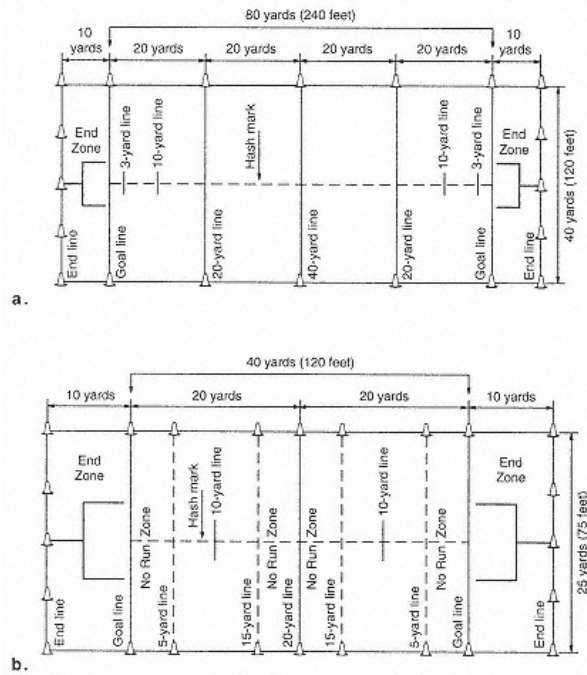 80 yards (240 feet)
10 yards
20 yards
20 yards
20 yards
20 yards
10 yards
End Zone
3-yard line
10-yard line
Hash mark
10-yard line
3-yard line
End Zone
40 yards (120 feet)
End line
Goal line
20-yard line
40-yard line
20-yard line
Goal line
End line
a.
40 yards (120 feet)
10 yards
20 yards
20 yards
10 yards
End Zone
Hash mark
10-yard line
10-yard line
End Zone
No Run Zone
No Run Zone
No Run Zone
No Run Zone
25 yards (75 feet)
End line
Goal line
5-yard line
15-yard line
20-yard line
15-yard line
5-yard line
Goal line
End line
b.